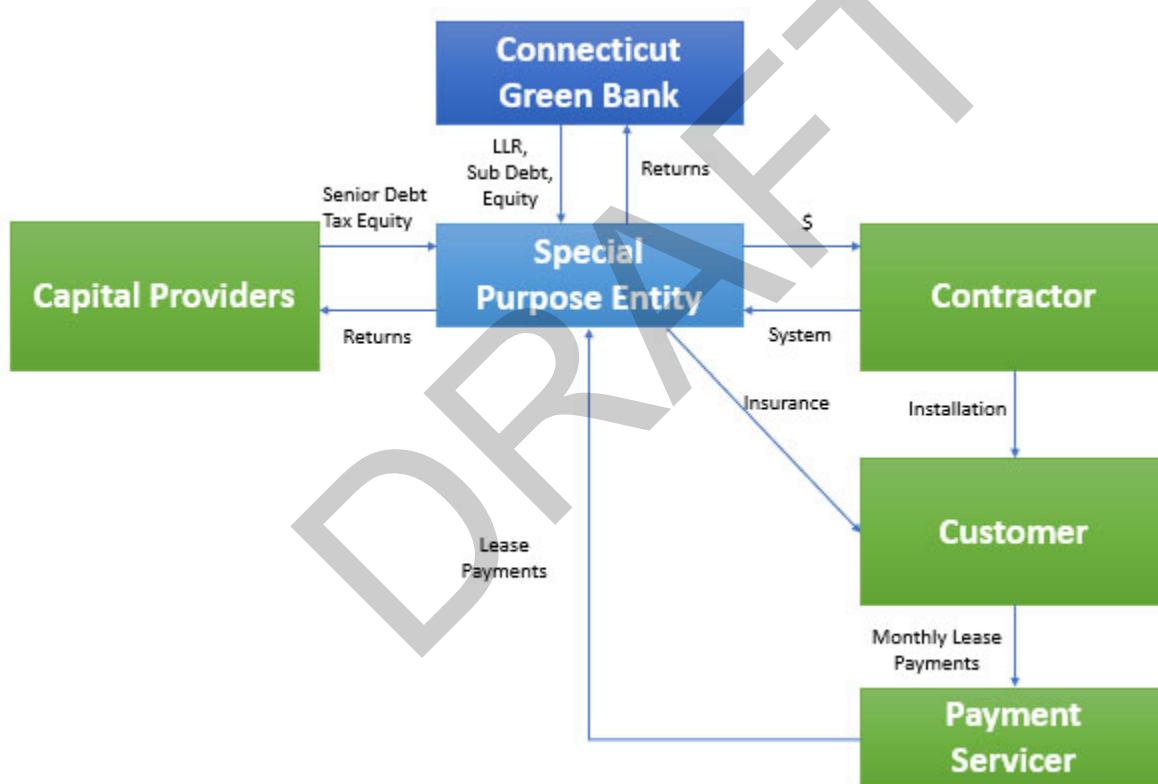 Connecticut
Green Bank
LLR,
Sub Debt,
Equity
Returns
Senior Debt
Tax Equity
$
Capital Providers
Special
Purpose Entity
Contractor
Returns
System
Insurance
Installation
Customer
Lease
Payments
Monthly Lease
Payments
Payment
Servicer
DRAFT